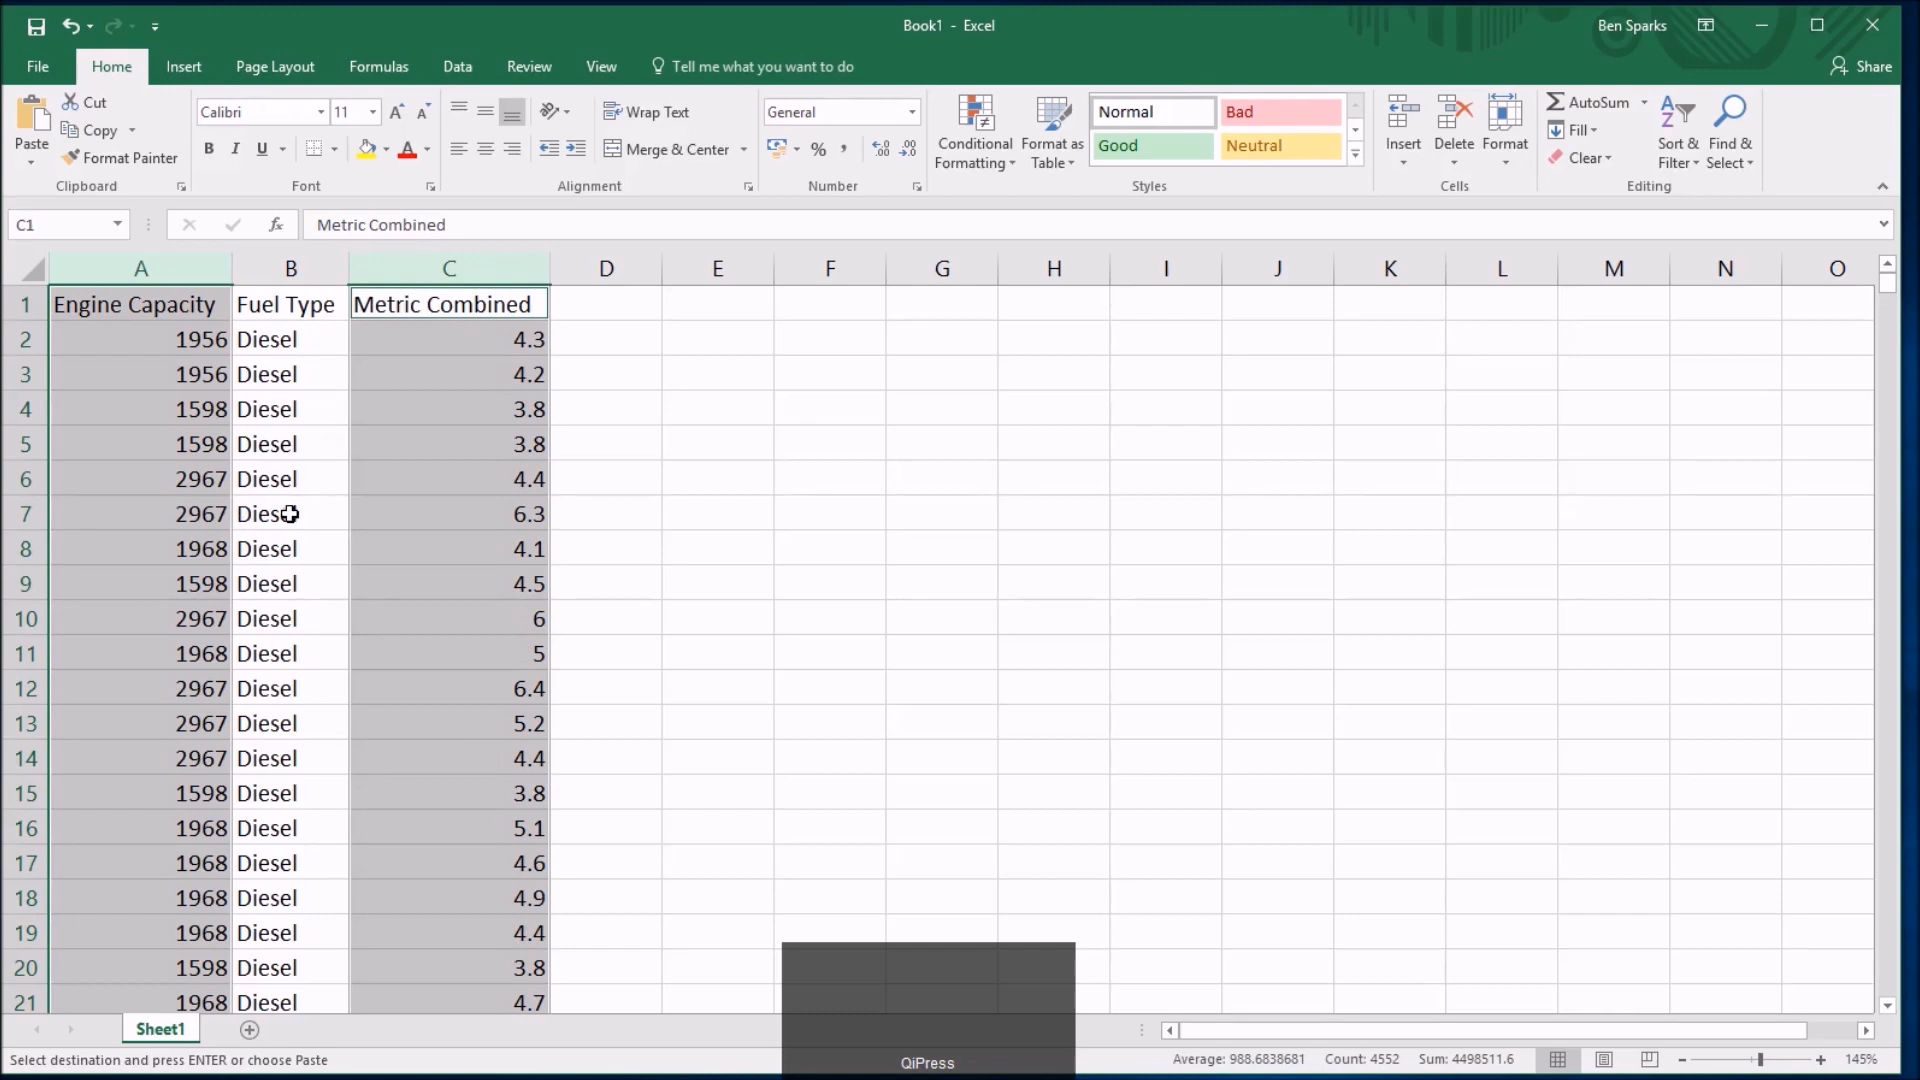 Book1 - Excel
Ben Sparks
File Home Insert Page Layout Formulas Data Review View Tell me what you want to do Share
Paste
Cut
Copy
Format Painter
Clipboard
Calibri 11
B I U
Font
Wrap Text
Merge & Center
Alignment
General
%
Number
Conditional Formatting
Format as Table
Normal Bad
Good Neutral
Styles
Insert Delete Format
Cells
AutoSum
Fill
Clear
Sort & Filter
Find & Select
Editing
C1 fx Metric Combined
A B C D E F G H I J K L M N O
1 Engine Capacity Fuel Type Metric Combined
2 1956 Diesel 4.3
3 1956 Diesel 4.2
4 1598 Diesel 3.8
5 1598 Diesel 3.8
6 2967 Diesel 4.4
7 2967 Diesel 6.3
8 1968 Diesel 4.1
9 1598 Diesel 4.5
10 2967 Diesel 6
11 1968 Diesel 5
12 2967 Diesel 6.4
13 2967 Diesel 5.2
14 2967 Diesel 4.4
15 1598 Diesel 3.8
16 1968 Diesel 5.1
17 1968 Diesel 4.6
18 1968 Diesel 4.9
19 1968 Diesel 4.4
20 1598 Diesel 3.8
21 1968 Diesel 4.7
Sheet1
Select destination and press ENTER or choose Paste
QiPress
Average: 988.6838681 Count: 4552 Sum: 4498511.6
145%